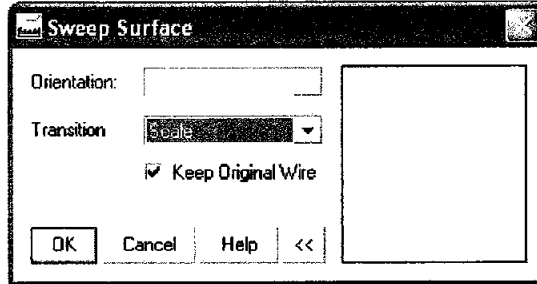 Sweep Surface
Orientation:
Transition Scale
Keep Original Wire
OK Cancel Help <<